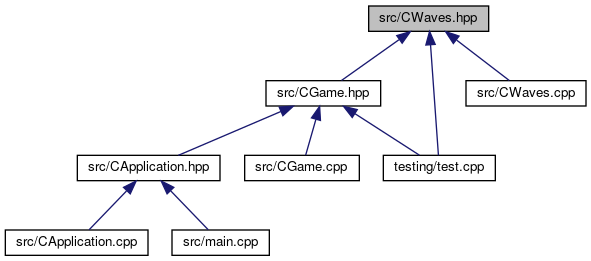 src/CWaves.hpp
src/CGame.hpp
src/CWaves.cpp
src/CApplication.hpp
src/CGame.cpp
testing/test.cpp
src/CApplication.cpp
src/main.cpp